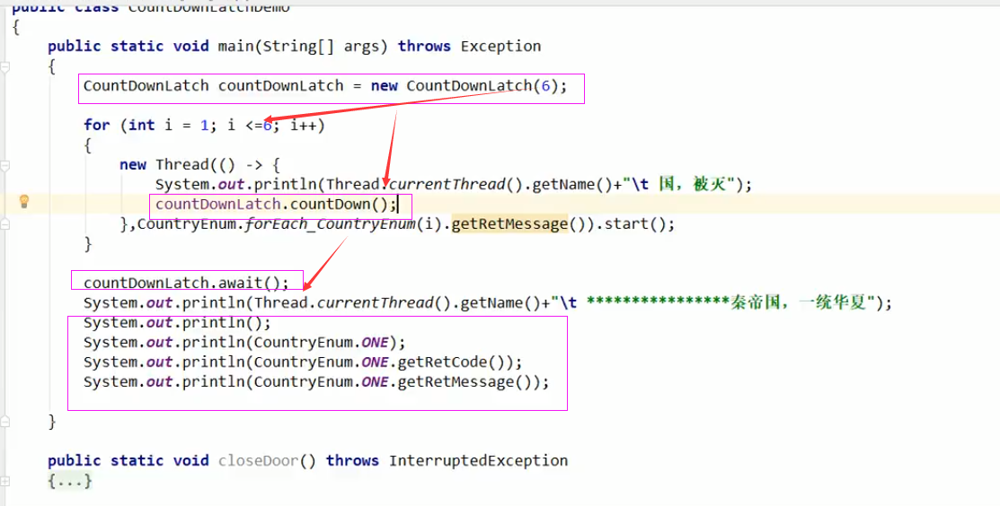 public class CountDownLatchDemo
{
public static void main(String[] args) throws Exception
{
CountDownLatch countDownLatch = new CountDownLatch(6);
for (int i = 1; i <=6; i++)
{
new Thread(() -> {
System.out.println(Thread.currentThread().getName()+"\t 国，被灭");
countDownLatch.countDown();
},CountryEnum.forEach_CountryEnum(i).getRetMessage()).start();
}
countDownLatch.await();
System.out.println(Thread.currentThread().getName()+"\t ****************秦帝国，一统华夏");
System.out.println();
System.out.println(CountryEnum.ONE);
System.out.println(CountryEnum.ONE.getRetCode());
System.out.println(CountryEnum.ONE.getRetMessage());
}
public static void closeDoor() throws InterruptedException
{...}